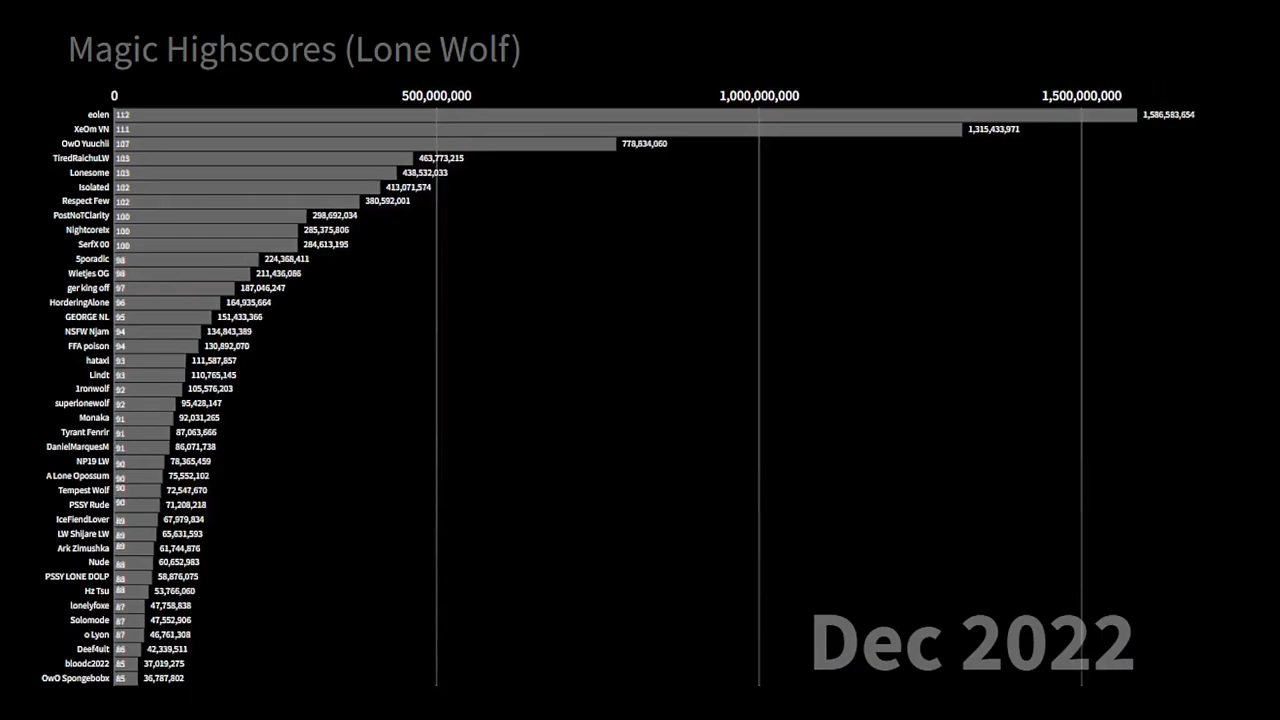 Magic Highscores (Lone Wolf)
0 500,000,000 1,000,000,000 1,500,000,000
eolen 112 1,586,583,654
XeOm VN 111 1,315,433,971
OwO Yuuchii 107 778,834,060
TiredRaichuLW 103 463,773,215
Lonesome 103 438,532,033
Isolated 102 413,071,574
Respect Few 102 380,592,001
PostNoTClarity 100 298,692,034
NightcoreIx 100 285,375,806
SerfX 00 100 284,613,195
5poradic 98 224,368,411
Wietjes OG 98 211,436,086
ger king off 97 187,046,247
HorderingAlone 96 164,935,664
GEORGE NL 95 151,433,366
NSFW Njam 94 134,843,389
FFA poison 94 130,892,070
hataxl 93 111,587,857
Lindt 93 110,765,145
1ronwolf 92 105,576,203
superlonewolf 92 95,428,147
Monaka 91 92,031,265
Tyrant Fenrir 91 87,063,666
DanielMarquesM 91 86,071,738
NP19 LW 90 78,365,459
A Lone Opossum 90 75,552,102
Tempest Wolf 90 72,547,670
PSSY Rude 90 71,208,218
IceFiendLover 89 67,979,834
LW Shijare LW 89 65,631,593
Ark Zimushka 89 61,744,876
Nude 88 60,652,983
PSSY LONE DOLP 88 58,876,075
Hz Tsu 88 53,766,060
lonelyfoxe 87 47,758,838
Solomode 87 47,552,906
o Lyon 87 46,761,308
Deef4uit 86 42,339,511
bloodc2022 85 37,019,275
OwO Spongebobx 85 36,787,802
Dec 2022